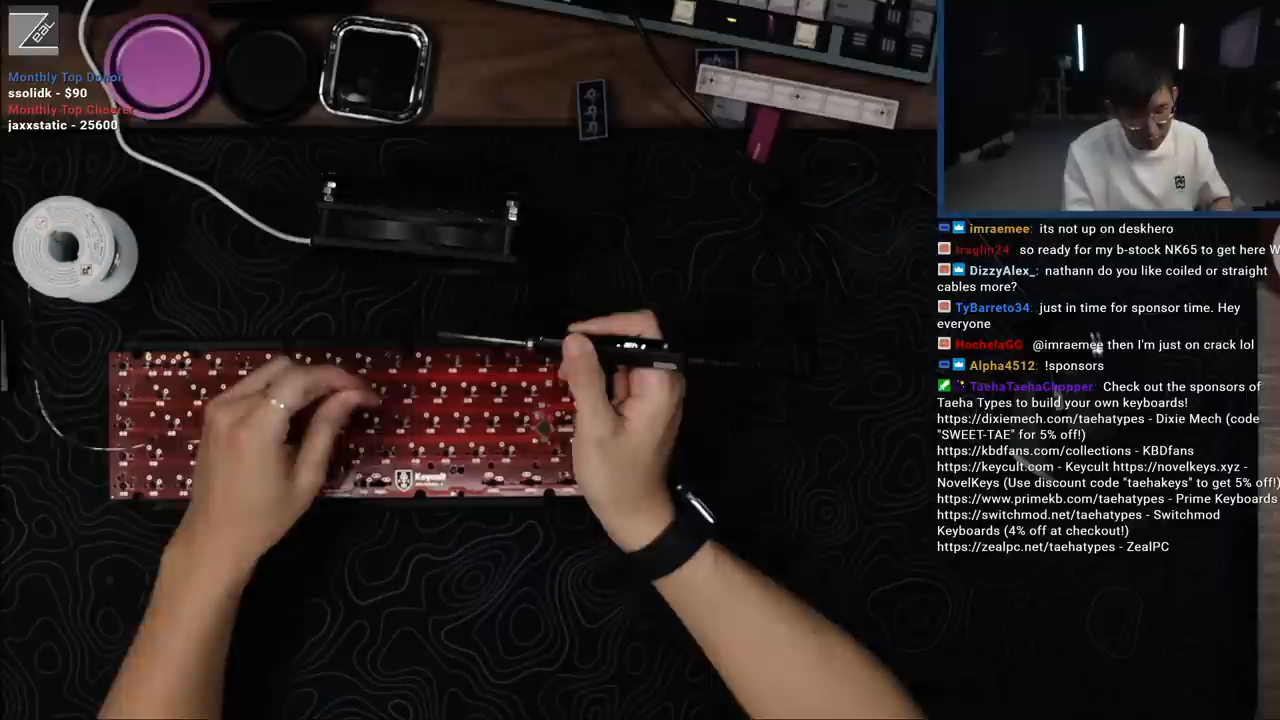 Zeal
Monthly Top Donor
ssolidk - $90
Monthly Top Cheerer
jaxxstatic - 25600
imraemee: its not up on deskhero
traglin24 so ready for my b-stock NK65 to get here W
DizzyAlex_: nathann do you like coiled or straight
cables more?
TyBarreto34: just in time for sponsor time. Hey
everyone
@imraemee then I'm just on crack lol
Alpha4512: !sponsors
TaehaTaehaChopper: Check out the sponsors of
Taeha Types to build your own keyboards!
https://dixiemech.com/taehatypes - Dixie Mech (code
"SWEET-TAE" for 5% off!)
https://kbdfans.com/collections - KBDfans
https://keycult.com - Keycult https://novelkeys.xyz -
NovelKeys (Use discount code "taehakeys" to get 5% off!)
https://www.primekb.com/taehatypes - Prime Keyboards
https://switchmod.net/taehatypes - Switchmod
Keyboards (4% off at checkout!)
https://zealpc.net/taehatypes - ZealPC
Keycult